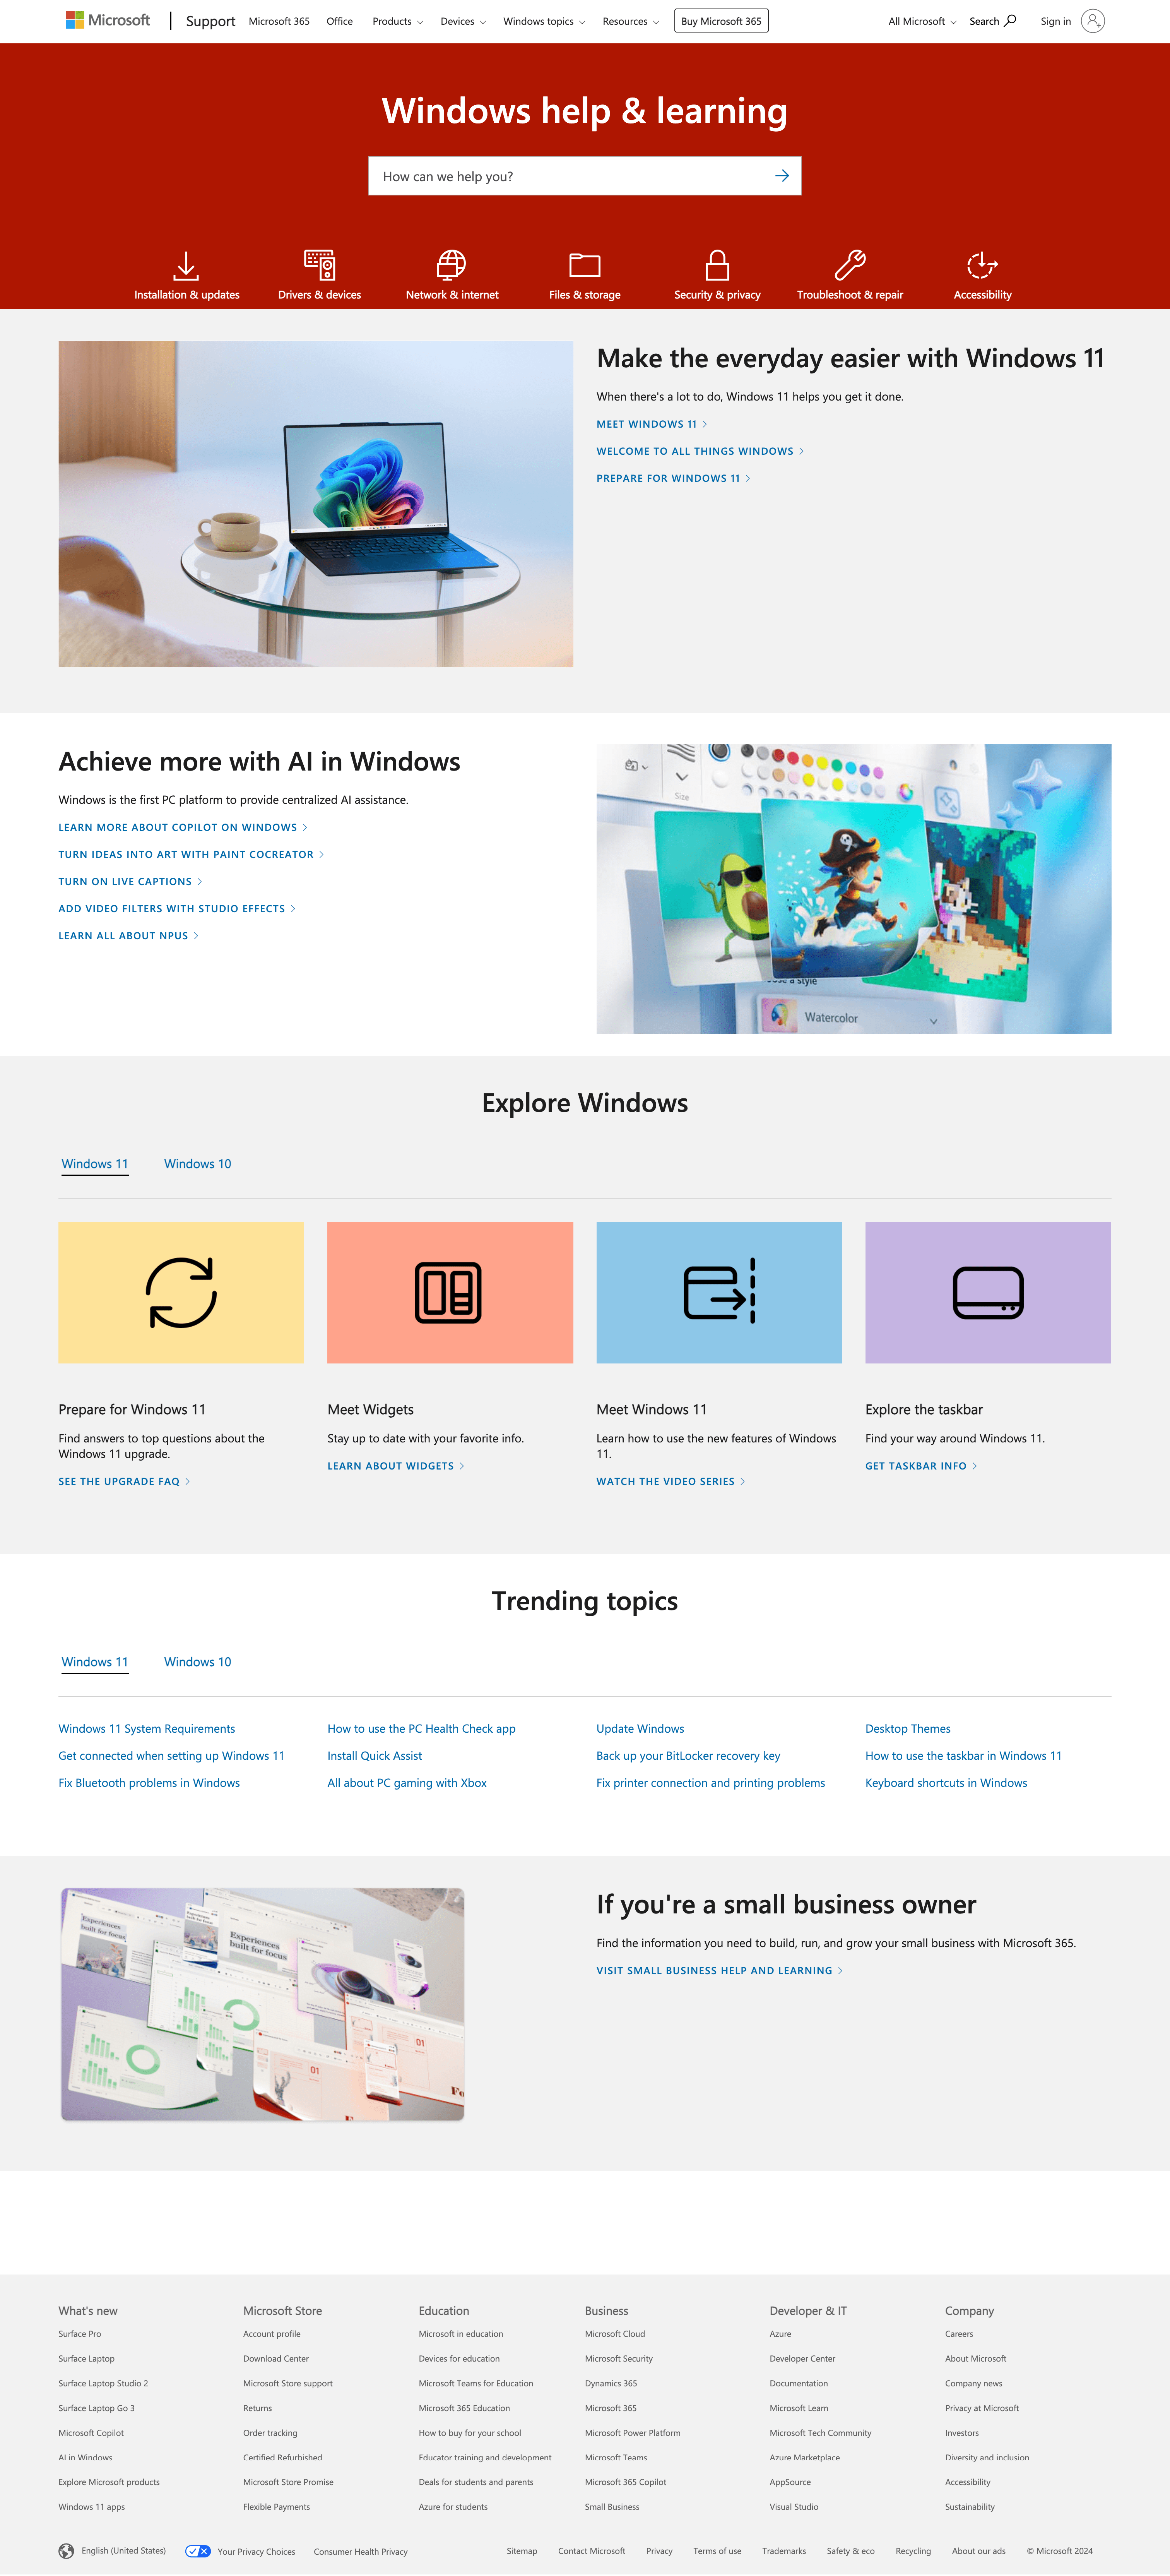 Microsoft
Support
Microsoft 365
Office
Products
Devices
Windows topics
Resources
Buy Microsoft 365
All Microsoft
Search
Sign in
Windows help & learning
How can we help you?
Installation & updates
Drivers & devices
Network & internet
Files & storage
Security & privacy
Troubleshoot & repair
Accessibility
Make the everyday easier with Windows 11
When there's a lot to do, Windows 11 helps you get it done.
MEET WINDOWS 11
WELCOME TO ALL THINGS WINDOWS
PREPARE FOR WINDOWS 11
Achieve more with AI in Windows
Windows is the first PC platform to provide centralized AI assistance.
LEARN MORE ABOUT COPILOT ON WINDOWS
TURN IDEAS INTO ART WITH PAINT COCREATOR
TURN ON LIVE CAPTIONS
ADD VIDEO FILTERS WITH STUDIO EFFECTS
LEARN ALL ABOUT NPUS
Size
a style
Watercolor
Explore Windows
Windows 11
Windows 10
Prepare for Windows 11
Find answers to top questions about the
Windows 11 upgrade.
SEE THE UPGRADE FAQ
Meet Widgets
Stay up to date with your favorite info.
LEARN ABOUT WIDGETS
Meet Windows 11
Learn how to use the new features of Windows
11.
WATCH THE VIDEO SERIES
Explore the taskbar
Find your way around Windows 11.
GET TASKBAR INFO
Trending topics
Windows 11
Windows 10
Windows 11 System Requirements
Get connected when setting up Windows 11
Fix Bluetooth problems in Windows
How to use the PC Health Check app
Install Quick Assist
All about PC gaming with Xbox
Update Windows
Back up your BitLocker recovery key
Fix printer connection and printing problems
Desktop Themes
How to use the taskbar in Windows 11
Keyboard shortcuts in Windows
Experiences
built for focus
Experiences
built for focus
01
01
If you're a small business owner
Find the information you need to build, run, and grow your small business with Microsoft 365.
VISIT SMALL BUSINESS HELP AND LEARNING
What's new
Surface Pro
Surface Laptop
Surface Laptop Studio 2
Surface Laptop Go 3
Microsoft Copilot
AI in Windows
Explore Microsoft products
Windows 11 apps
Microsoft Store
Account profile
Download Center
Microsoft Store support
Returns
Order tracking
Certified Refurbished
Microsoft Store Promise
Flexible Payments
Education
Microsoft in education
Devices for education
Microsoft Teams for Education
Microsoft 365 Education
How to buy for your school
Educator training and development
Deals for students and parents
Azure for students
Business
Microsoft Cloud
Microsoft Security
Dynamics 365
Microsoft 365
Microsoft Power Platform
Microsoft Teams
Microsoft 365 Copilot
Small Business
Developer & IT
Azure
Developer Center
Documentation
Microsoft Learn
Microsoft Tech Community
Azure Marketplace
AppSource
Visual Studio
Company
Careers
About Microsoft
Company news
Privacy at Microsoft
Investors
Diversity and inclusion
Accessibility
Sustainability
English (United States)
Your Privacy Choices
Consumer Health Privacy
Sitemap
Contact Microsoft
Privacy
Terms of use
Trademarks
Safety & eco
Recycling
About our ads
© Microsoft 2024